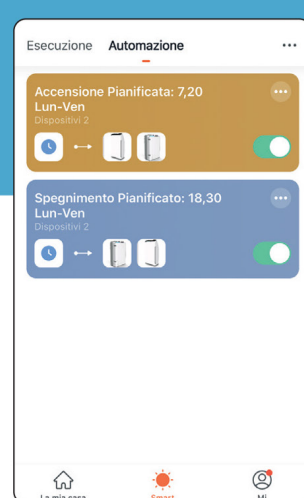 Esecuzione Automazione
Accensione Pianificata: 7,20
Lun-Ven
Dispositivi 2
Spegnimento Pianificato: 18,30
Lun-Ven
Dispositivi 2
La mia casa Smart Mi